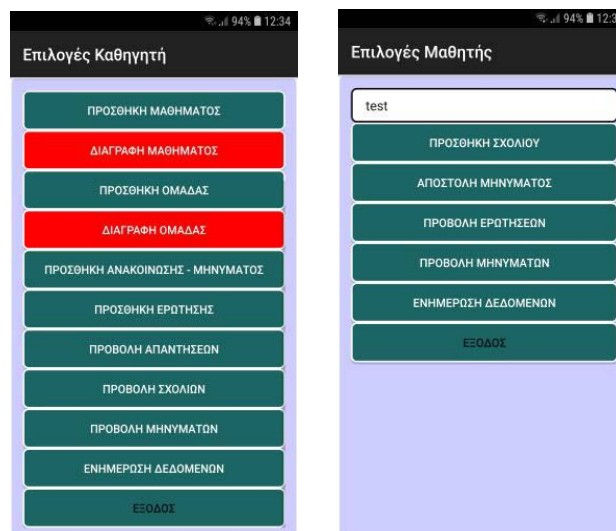 94% 12:34
Επιλογές Καθηγητή
ΠΡΟΣΘΗΚΗ ΜΑΘΗΜΑΤΟΣ
ΔΙΑΓΡΑΦΗ ΜΑΘΗΜΑΤΟΣ
ΠΡΟΣΘΗΚΗ ΟΜΑΔΑΣ
ΔΙΑΓΡΑΦΗ ΟΜΑΔΑΣ
ΠΡΟΣΘΗΚΗ ΑΝΑΚΟΙΝΩΣΗΣ - ΜΗΝΥΜΑΤΟΣ
ΠΡΟΣΘΗΚΗ ΕΡΩΤΗΣΗΣ
ΠΡΟΒΟΛΗ ΑΠΑΝΤΗΣΕΩΝ
ΠΡΟΒΟΛΗ ΣΧΟΛΙΩΝ
ΠΡΟΒΟΛΗ ΜΗΝΥΜΑΤΩΝ
ΕΝΗΜΕΡΩΣΗ ΔΕΔΟΜΕΝΩΝ
ΕΞΟΔΟΣ
94%
Επιλογές Μαθητής
test
ΠΡΟΣΘΗΚΗ ΣΧΟΛΙΟΥ
ΑΠΟΣΤΟΛΗ ΜΗΝΥΜΑΤΟΣ
ΠΡΟΒΟΛΗ ΕΡΩΤΗΣΕΩΝ
ΠΡΟΒΟΛΗ ΜΗΝΥΜΑΤΩΝ
ΕΝΗΜΕΡΩΣΗ ΔΕΔΟΜΕΝΩΝ
ΕΞΟΔΟΣ